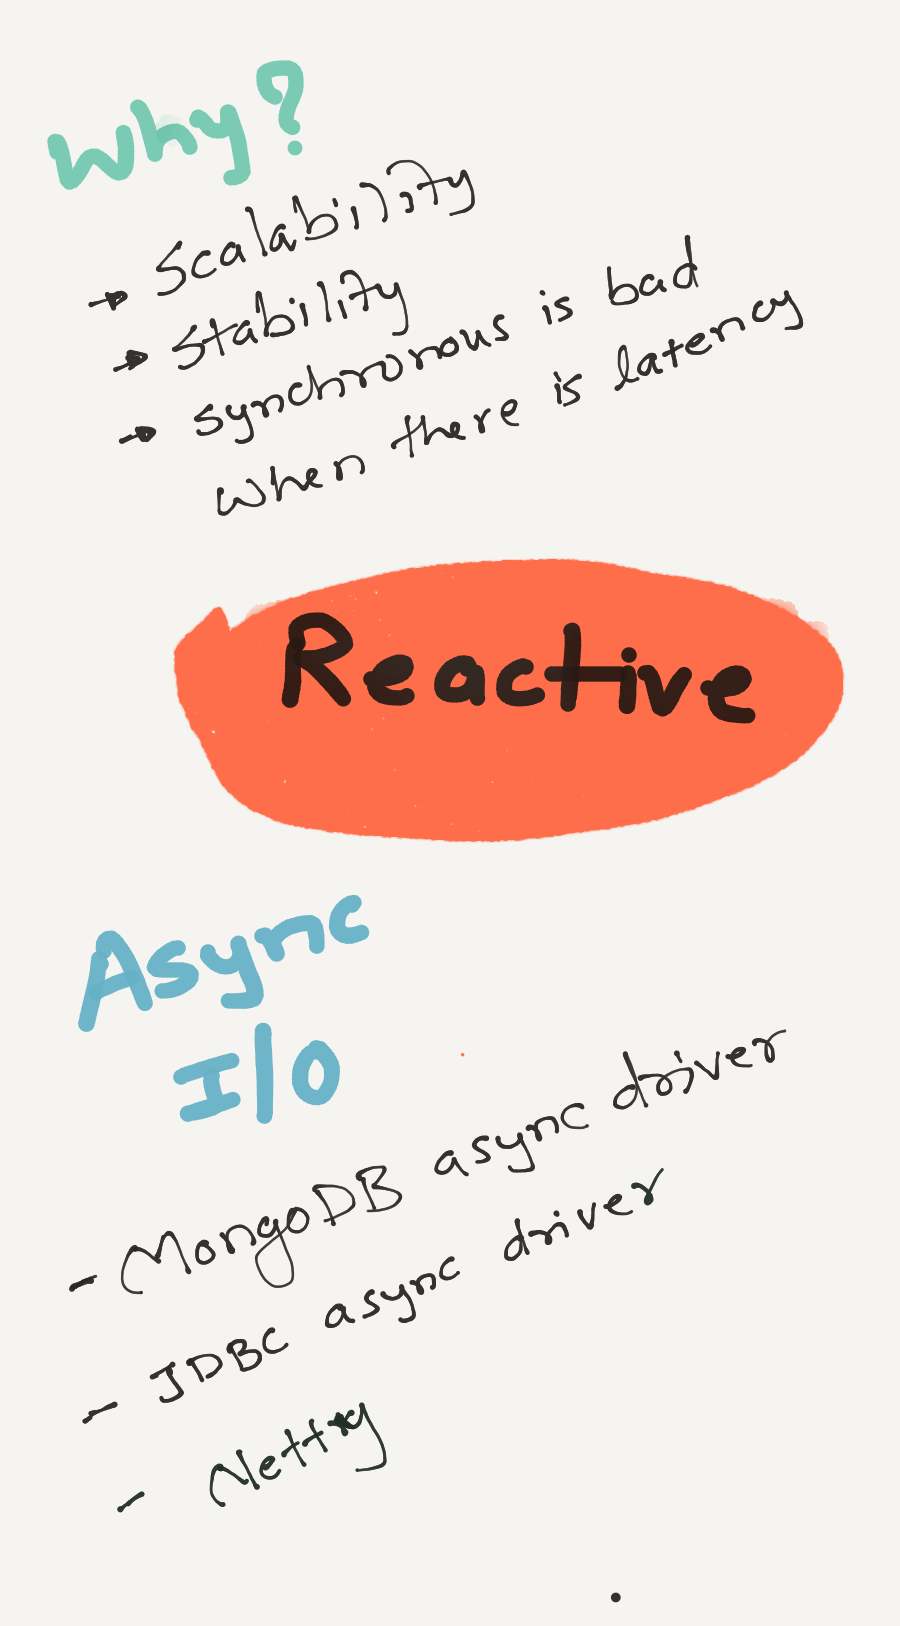 Why?
→ Scalability
→ Stability
→ synchronous is bad
when there is latency
Reactive
Async
I/O
- MongoDB async driver
- JDBC async driver
- Netty